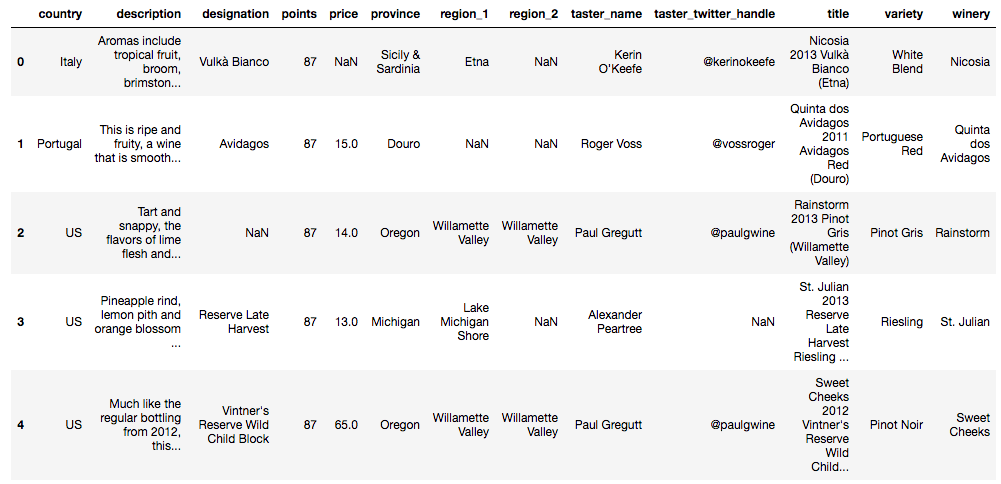 country description designation points price province region_1 region_2 taster_name taster_twitter_handle title variety winery
0 Italy Aromas include tropical fruit, broom, brimston... Vulkà Bianco 87 NaN Sicily & Sardinia Etna NaN Kerin O'Keefe @kerinokeefe Nicosia 2013 Vulkà Bianco (Etna) White Blend Nicosia
1 Portugal This is ripe and fruity, a wine that is smooth... Avidagos 87 15.0 Douro NaN NaN Roger Voss @vossroger Quinta dos Avidagos 2011 Avidagos Red (Douro) Portuguese Red Quinta dos Avidagos
2 US Tart and snappy, the flavors of lime flesh and... NaN 87 14.0 Oregon Willamette Valley Willamette Valley Paul Gregutt @paulgwine Rainstorm 2013 Pinot Gris (Willamette Valley) Pinot Gris Rainstorm
3 US Pineapple rind, lemon pith and orange blossom ... Reserve Late Harvest 87 13.0 Michigan Lake Michigan Shore NaN Alexander Peartree NaN St. Julian 2013 Reserve Late Harvest Riesling ... Riesling St. Julian
4 US Much like the regular bottling from 2012, this... Vintner's Reserve Wild Child Block 87 65.0 Oregon Willamette Valley Willamette Valley Paul Gregutt @paulgwine Sweet Cheeks 2012 Vintner's Reserve Wild Child... Pinot Noir Sweet Cheeks